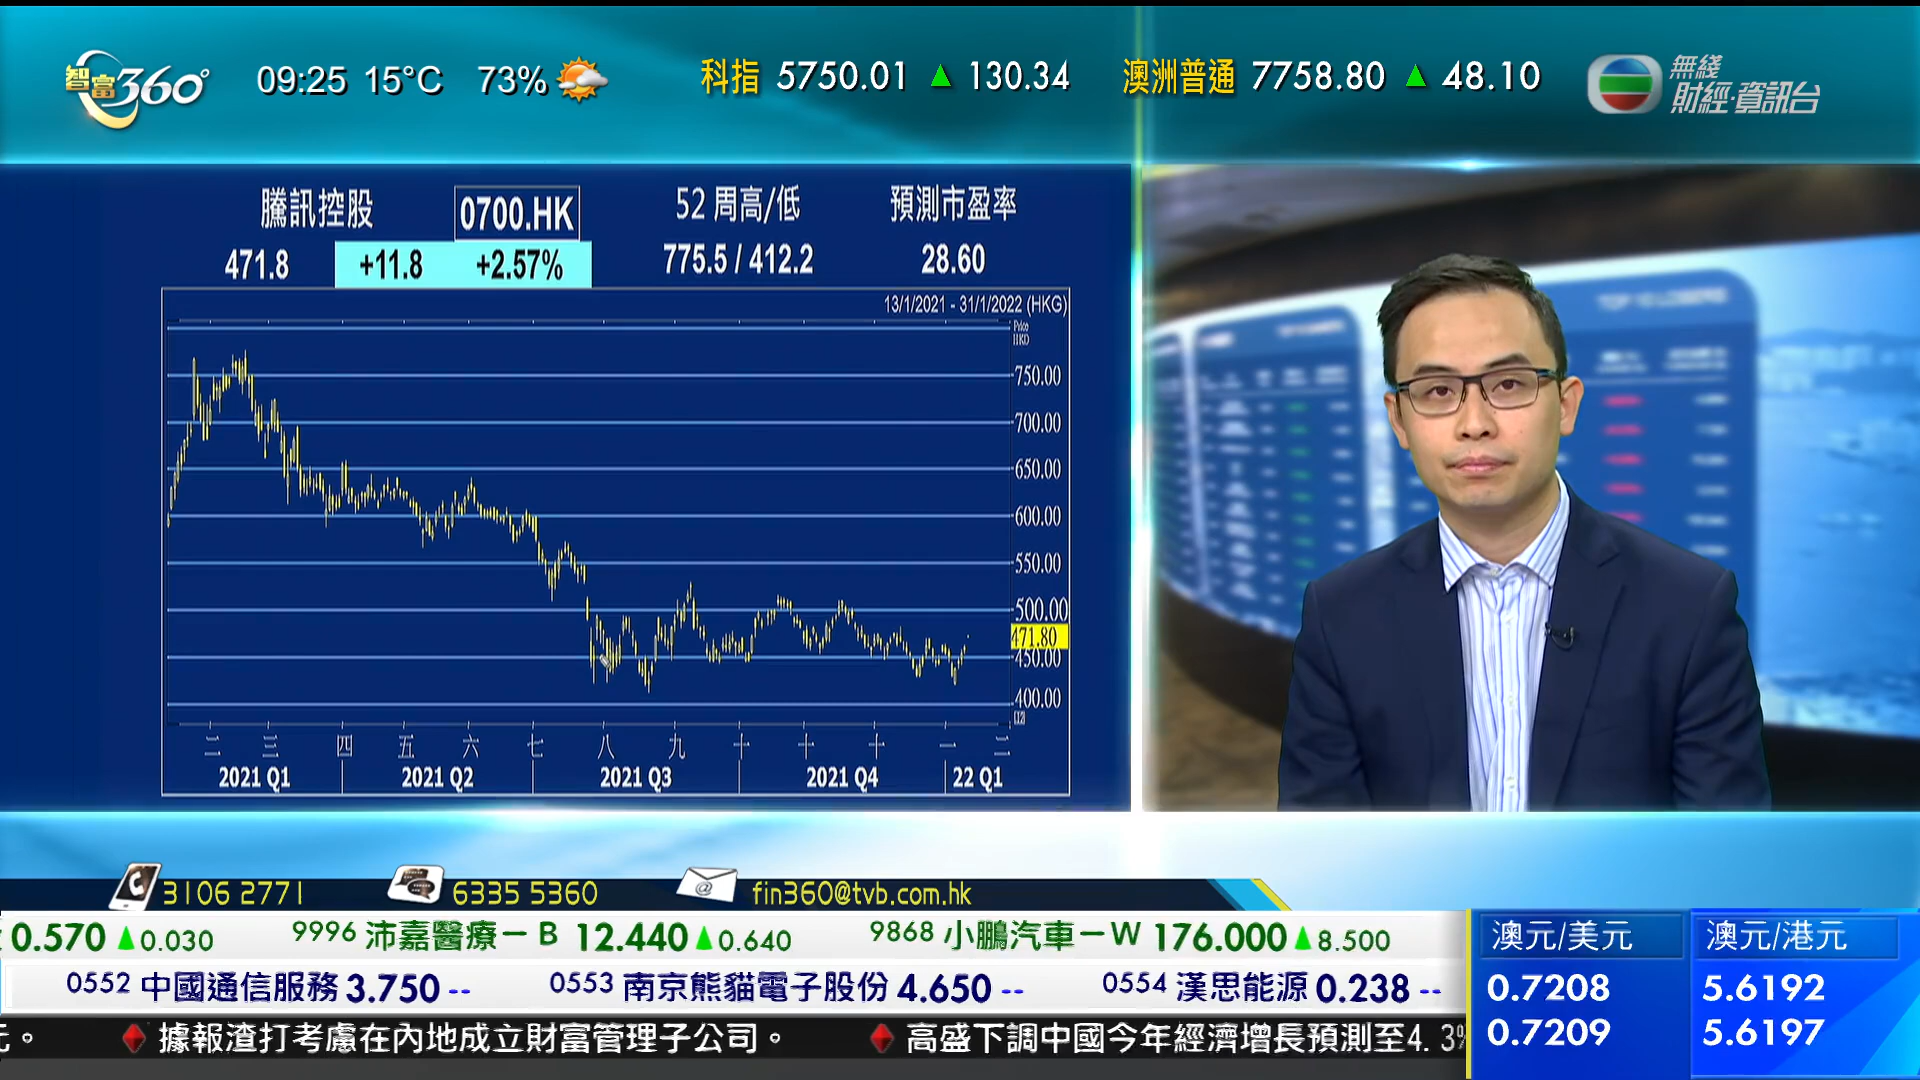 智富360°
09:25 15°C 73%
科指 5750.01 ▲ 130.34 澳洲普通 7758.80 ▲ 48.10
無綫
財經·資訊台
騰訊控股 0700.HK 52 周高/低 預測市盈率
471.8 +11.8 +2.57% 775.5 / 412.2 28.60
13/1/2021 - 31/1/2022 (HKG)
Price
HKD
750.00
700.00
650.00
600.00
550.00
500.00
471.80
450.00
400.00
二 三 四 五 六 七 八 九 十 十 十 一 二
2021 Q1 2021 Q2 2021 Q3 2021 Q4 22 Q1
TOP 10 LOSERS
3106 2771 6335 5360 fin360@tvb.com.hk
0.570 ▲ 0.030 9996 沛嘉醫療－B 12.440 ▲ 0.640 9868 小鵬汽車－W 176.000 ▲ 8.500
0552 中國通信服務 3.750 -- 0553 南京熊貓電子股份 4.650 -- 0554 漢思能源 0.238 --
元。 ◆ 據報渣打考慮在內地成立財富管理子公司。 ◆ 高盛下調中國今年經濟增長預測至4.3%
澳元/美元 澳元/港元
0.7208 5.6192
0.7209 5.6197